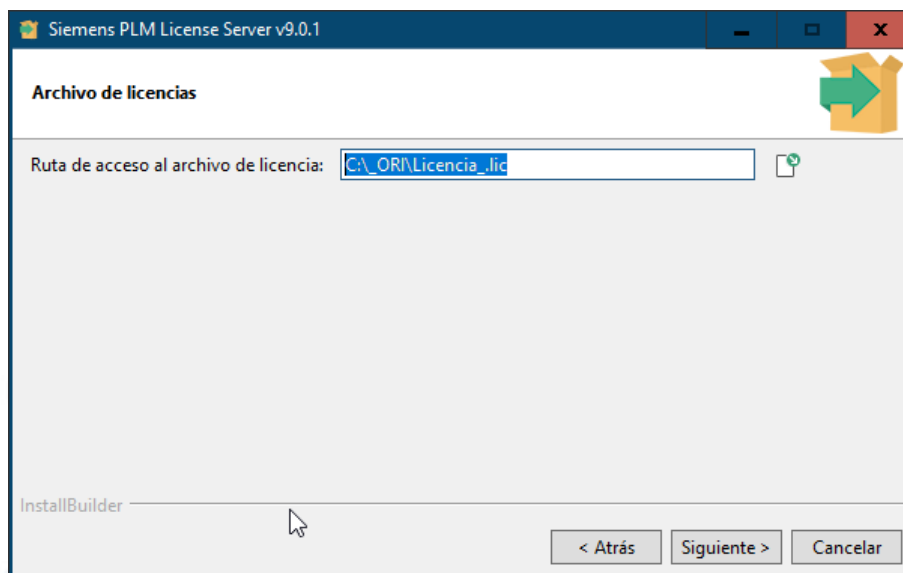 Siemens PLM License Server v9.0.1
Archivo de licencias
Ruta de acceso al archivo de licencia: C:\_ORI\Licencia_.lic
InstallBuilder
< Atrás Siguiente > Cancelar